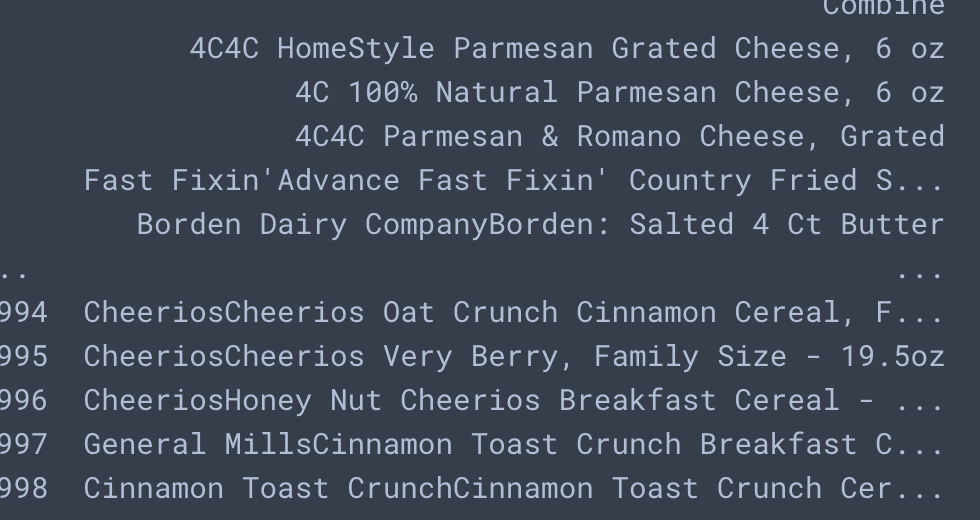 Combine
4C4C HomeStyle Parmesan Grated Cheese, 6 oz
4C 100% Natural Parmesan Cheese, 6 oz
4C4C Parmesan & Romano Cheese, Grated
Fast Fixin'Advance Fast Fixin' Country Fried S...
Borden Dairy CompanyBorden: Salted 4 Ct Butter
.. ...
994 CheeriosCheerios Oat Crunch Cinnamon Cereal, F...
995 CheeriosCheerios Very Berry, Family Size - 19.5oz
996 CheeriosHoney Nut Cheerios Breakfast Cereal - ...
997 General MillsCinnamon Toast Crunch Breakfast C...
998 Cinnamon Toast CrunchCinnamon Toast Crunch Cer...